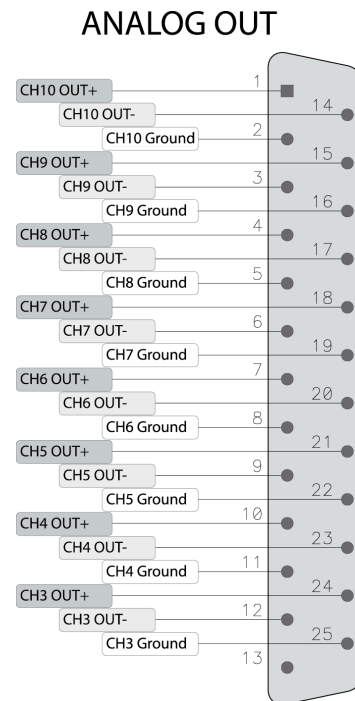 ANALOG OUT
CH10 OUT+ 1
CH10 OUT- 14
CH10 Ground 2
CH9 OUT+ 15
CH9 OUT- 3
CH9 Ground 16
CH8 OUT+ 4
CH8 OUT- 17
CH8 Ground 5
CH7 OUT+ 18
CH7 OUT- 6
CH7 Ground 19
CH6 OUT+ 7
CH6 OUT- 20
CH6 Ground 8
CH5 OUT+ 21
CH5 OUT- 9
CH5 Ground 22
CH4 OUT+ 10
CH4 OUT- 23
CH4 Ground 11
CH3 OUT+ 24
CH3 OUT- 12
CH3 Ground 25
13